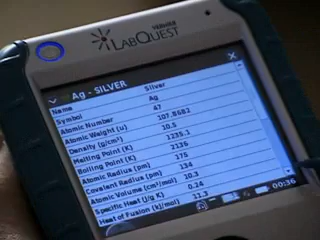 VERNIER
LABQUEST
Ag - SILVER
Name Silver
Symbol Ag
Atomic Number 47
Atomic Weight (u) 107.8681
Density (g/cm³) 10.5
Melting Point (K) 1235.1
Boiling Point (K) 2136
Atomic Radius (pm) 175
Covalent Radius (pm) 134
Atomic Volume (cm³/mol) 10.3
Specific Heat (J/g K) 0.24
Heat of Fusion (kJ/mol) 11.3
00:36